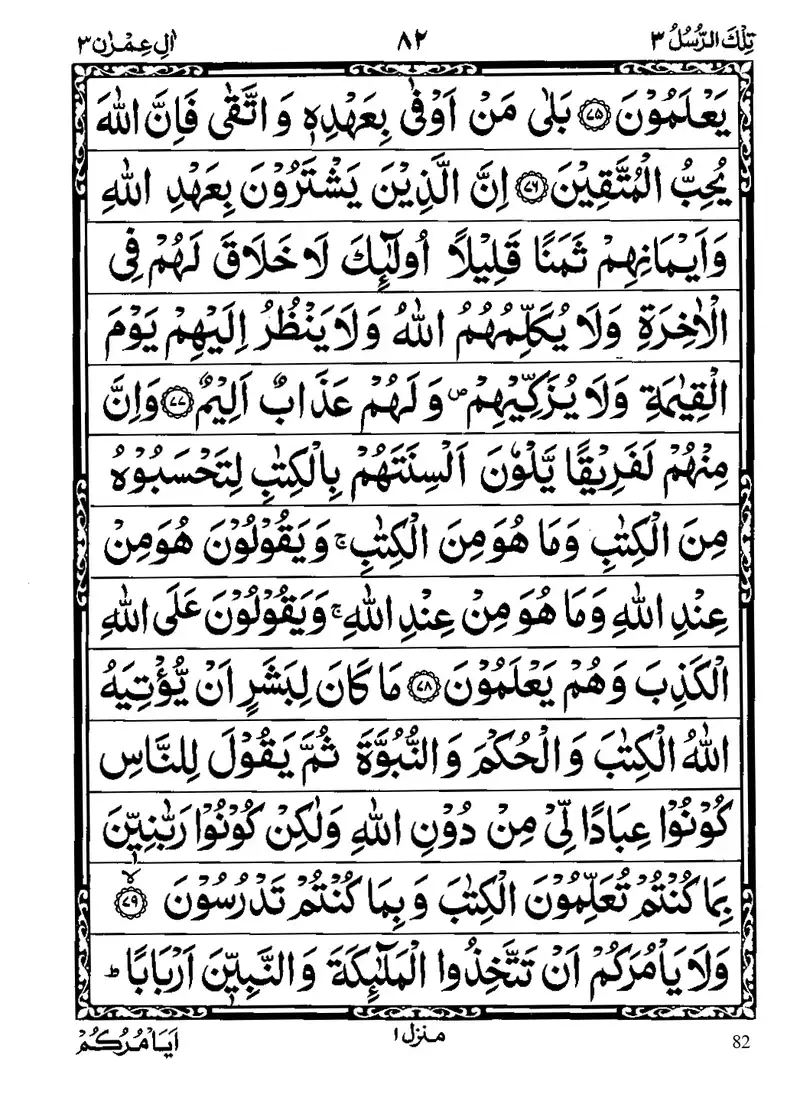 تِلْكَ الرُّسُلُ ٣ ٨٢ اٰلِ عِمْرٰن ٣
يَعْلَمُوْنَ ﴿٧٥﴾ بَلٰى مَنْ اَوْفٰى بِعَهْدِهٖ وَاتَّقٰى فَاِنَّ اللّٰهَ
يُحِبُّ الْمُتَّقِيْنَ ﴿٧٦﴾ اِنَّ الَّذِيْنَ يَشْتَرُوْنَ بِعَهْدِ اللّٰهِ
وَاَيْمَانِهِمْ ثَمَنًا قَلِيْلًا اُولٰٓئِكَ لَا خَلَاقَ لَهُمْ فِى
الْاٰخِرَةِ وَلَا يُكَلِّمُهُمُ اللّٰهُ وَلَا يَنْظُرُ اِلَيْهِمْ يَوْمَ
الْقِيٰمَةِ وَلَا يُزَكِّيْهِمْ ۖ وَلَهُمْ عَذَابٌ اَلِيْمٌ ﴿٧٧﴾ وَاِنَّ
مِنْهُمْ لَفَرِيْقًا يَّلْوٗنَ اَلْسِنَتَهُمْ بِالْكِتٰبِ لِتَحْسَبُوْهُ
مِنَ الْكِتٰبِ وَمَا هُوَ مِنَ الْكِتٰبِ ۚ وَيَقُوْلُوْنَ هُوَ مِنْ
عِنْدِ اللّٰهِ وَمَا هُوَ مِنْ عِنْدِ اللّٰهِ ۚ وَيَقُوْلُوْنَ عَلَى اللّٰهِ
الْكَذِبَ وَهُمْ يَعْلَمُوْنَ ﴿٧٨﴾ مَا كَانَ لِبَشَرٍ اَنْ يُّؤْتِيَهُ
اللّٰهُ الْكِتٰبَ وَالْحُكْمَ وَالنُّبُوَّةَ ثُمَّ يَقُوْلَ لِلنَّاسِ
كُوْنُوْا عِبَادًا لِّىْ مِنْ دُوْنِ اللّٰهِ وَلٰكِنْ كُوْنُوْا رَبّٰنِيّٖنَ
بِمَا كُنْتُمْ تُعَلِّمُوْنَ الْكِتٰبَ وَبِمَا كُنْتُمْ تَدْرُسُوْنَ ۙ﴿٧٩﴾
وَلَا يَاْمُرَكُمْ اَنْ تَتَّخِذُوا الْمَلٰٓئِكَةَ وَالنَّبِيّٖنَ اَرْبَابًا ؕ
82 منزل ١ اَيَاْمُرُكُمْ